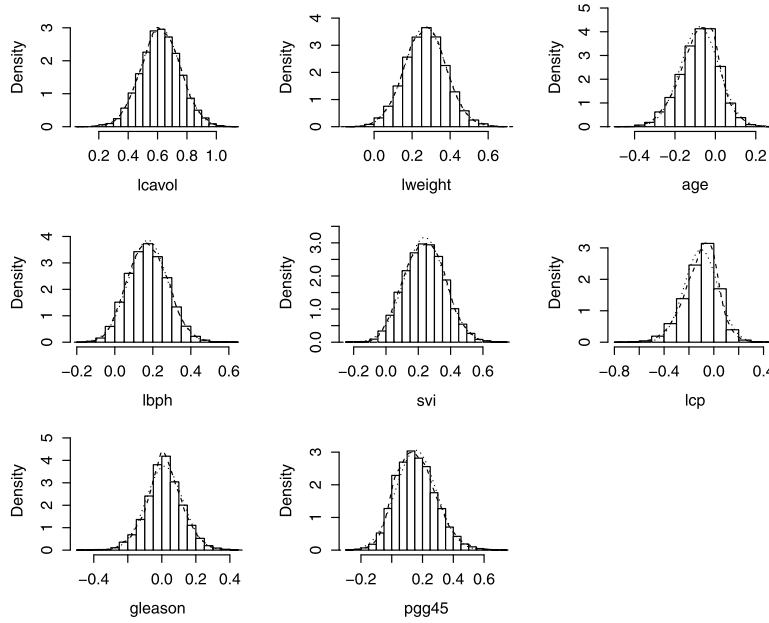 Density
0 1 2 3
0.2 0.4 0.6 0.8 1.0
lcavol
Density
0 1 2 3 4
0.0 0.2 0.4 0.6
lweight
Density
0 1 2 3 4 5
−0.4 −0.2 0.0 0.2
age
Density
0 1 2 3 4
−0.2 0.0 0.2 0.4 0.6
lbph
Density
0.0 1.0 2.0 3.0
−0.2 0.0 0.2 0.4 0.6
svi
Density
0 1 2 3
−0.8 −0.4 0.0 0.4
lcp
Density
0 1 2 3 4 5
−0.4 0.0 0.2 0.4
gleason
Density
0 1 2 3
−0.2 0.2 0.4 0.6
pgg45